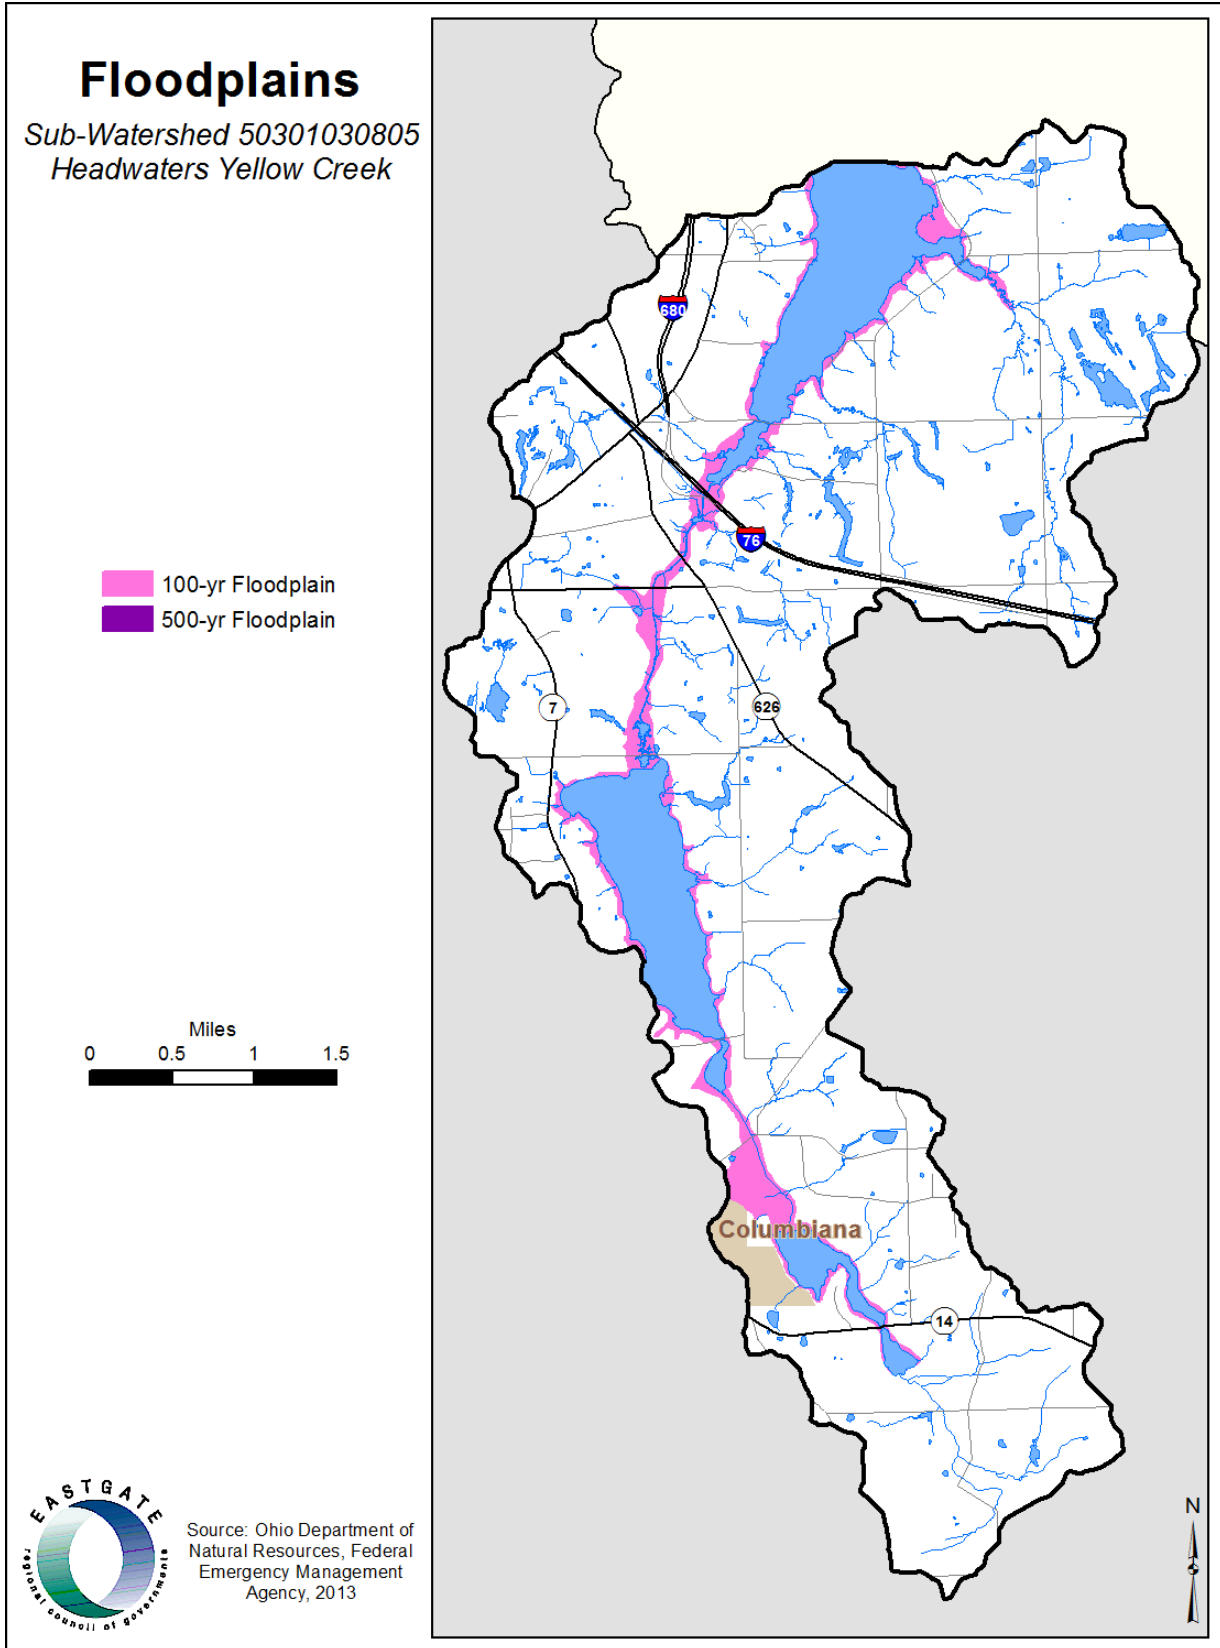 Floodplains
Sub-Watershed 50301030805
Headwaters Yellow Creek
680
76
100-yr Floodplain
500-yr Floodplain
7
626
Miles
0 0.5 1 1.5
Columbiana
14
EASTGATE
regional council of governments
Source: Ohio Department of
Natural Resources, Federal
Emergency Management
Agency, 2013
N